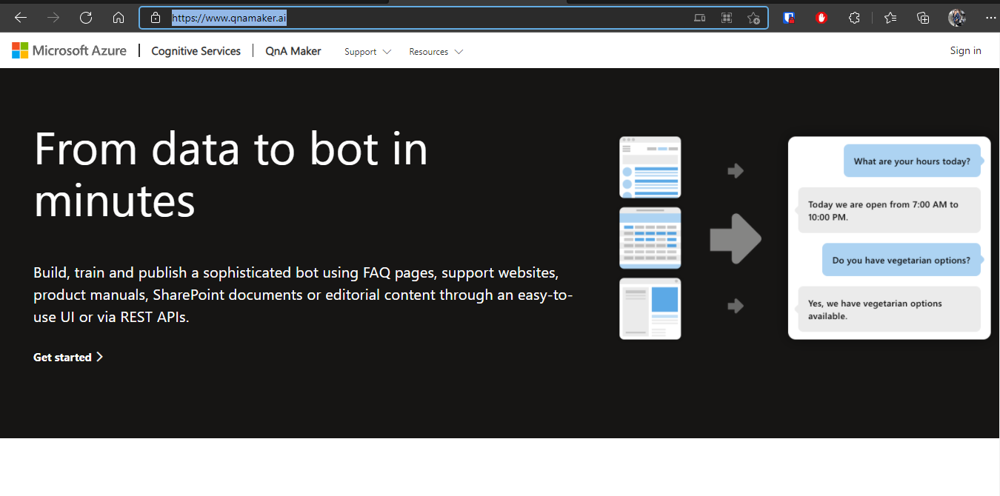 https://www.qnamaker.ai
Microsoft Azure
Cognitive Services
QnA Maker
Support
Resources
Sign in
From data to bot in
minutes
Build, train and publish a sophisticated bot using FAQ pages, support websites,
product manuals, SharePoint documents or editorial content through an easy-to-
use UI or via REST APIs.
Get started
What are your hours today?
Today we are open from 7:00 AM to
10:00 PM.
Do you have vegetarian options?
Yes, we have vegetarian options
available.